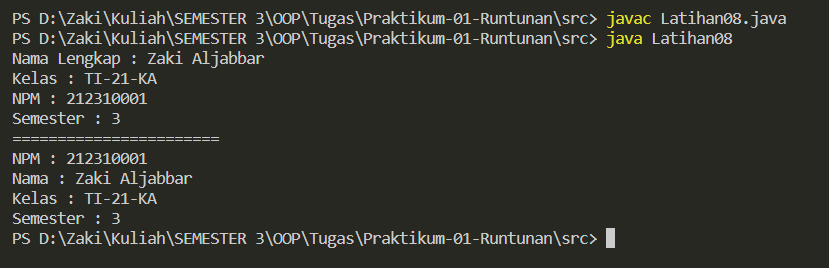 PS D:\Zaki\Kuliah\SEMESTER 3\OOP\Tugas\Praktikum-01-Runtunan\src> javac Latihan08.java
PS D:\Zaki\Kuliah\SEMESTER 3\OOP\Tugas\Praktikum-01-Runtunan\src> java Latihan08
Nama Lengkap : Zaki Aljabbar
Kelas : TI-21-KA
NPM : 212310001
Semester : 3
=======================
NPM : 212310001
Nama : Zaki Aljabbar
Kelas : TI-21-KA
Semester : 3
PS D:\Zaki\Kuliah\SEMESTER 3\OOP\Tugas\Praktikum-01-Runtunan\src>